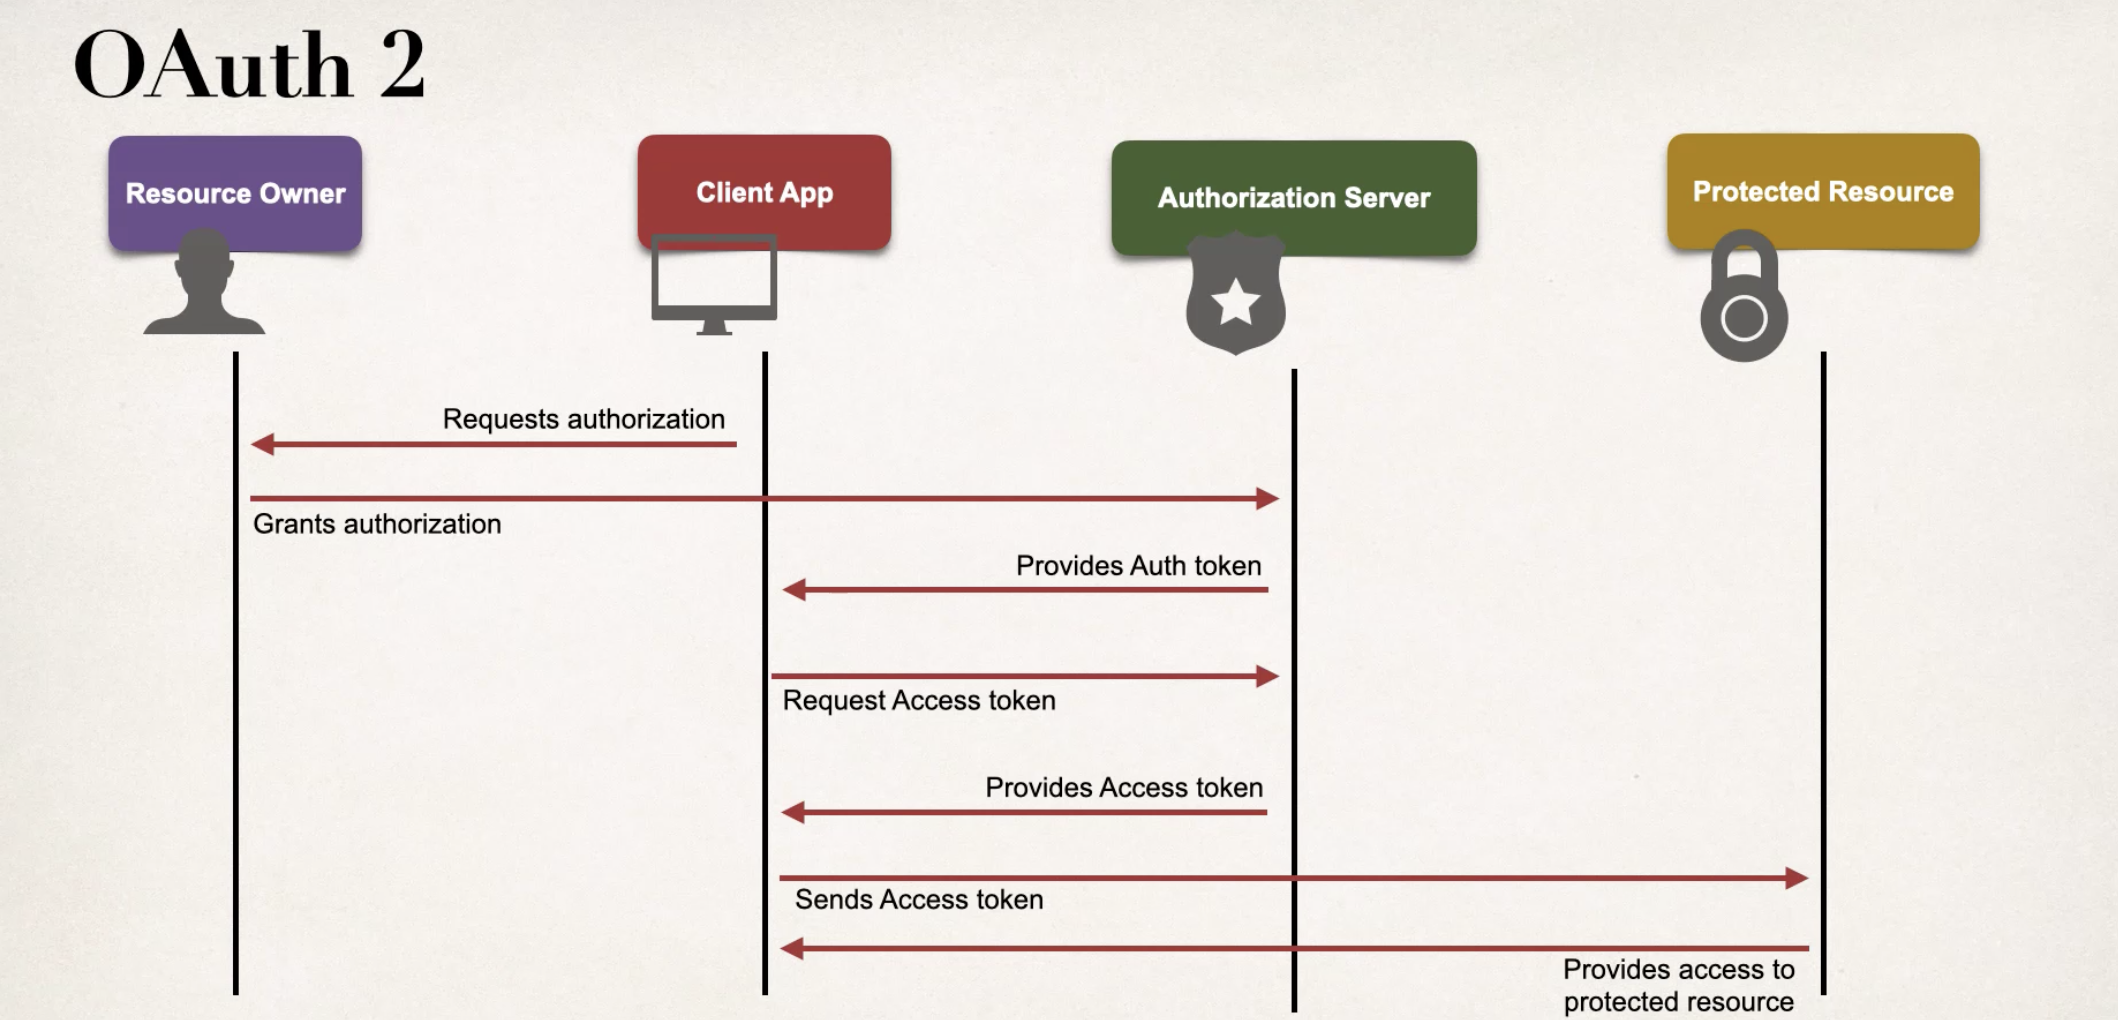 OAuth 2
Resource Owner
Client App
Authorization Server
Protected Resource
Requests authorization
Grants authorization
Provides Auth token
Request Access token
Provides Access token
Sends Access token
Provides access to
protected resource